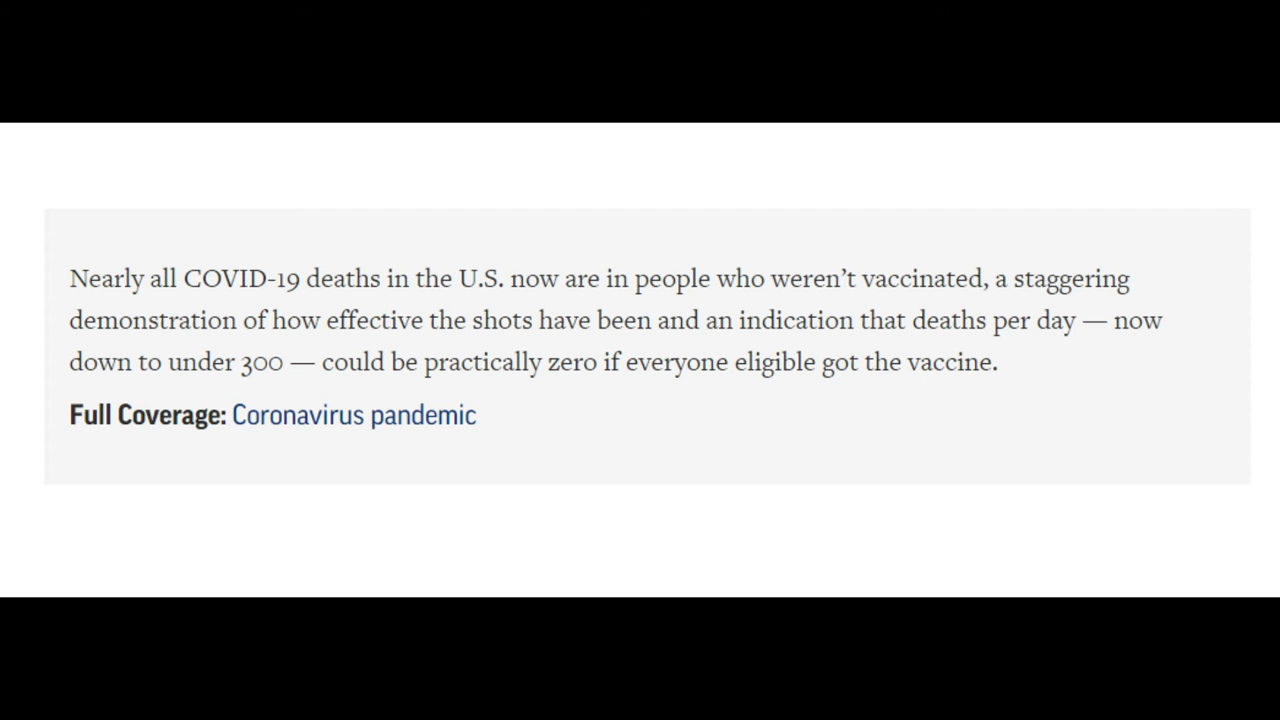 Nearly all COVID-19 deaths in the U.S. now are in people who weren’t vaccinated, a staggering
demonstration of how effective the shots have been and an indication that deaths per day — now
down to under 300 — could be practically zero if everyone eligible got the vaccine.
Full Coverage: Coronavirus pandemic